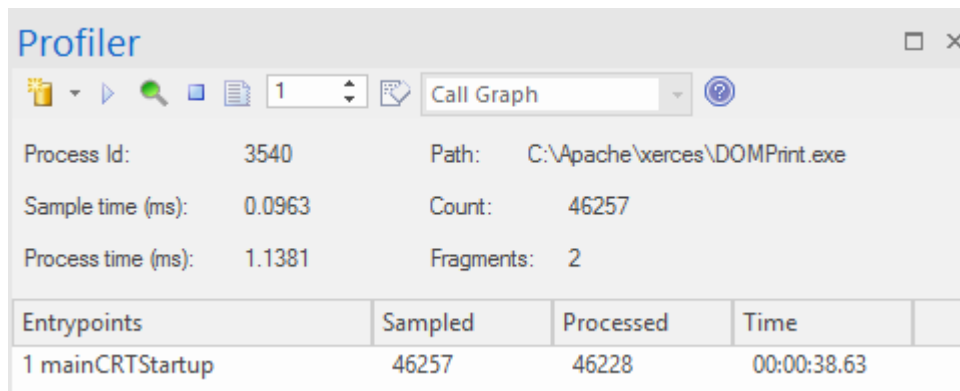 Profiler
1 Call Graph
Process Id: 3540 Path: C:\Apache\xerces\DOMPrint.exe
Sample time (ms): 0.0963 Count: 46257
Process time (ms): 1.1381 Fragments: 2
Entrypoints Sampled Processed Time
1 mainCRTStartup 46257 46228 00:00:38.63